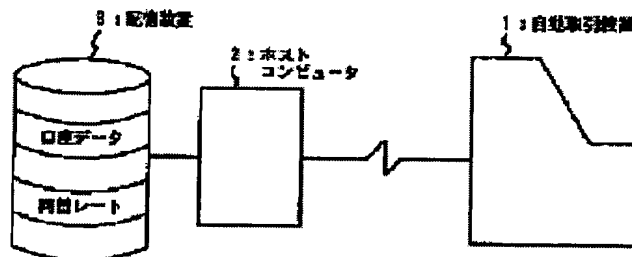 3：記憶装置
2：ホスト
コンピュータ
1：自動取引装置
口座データ
両替レート